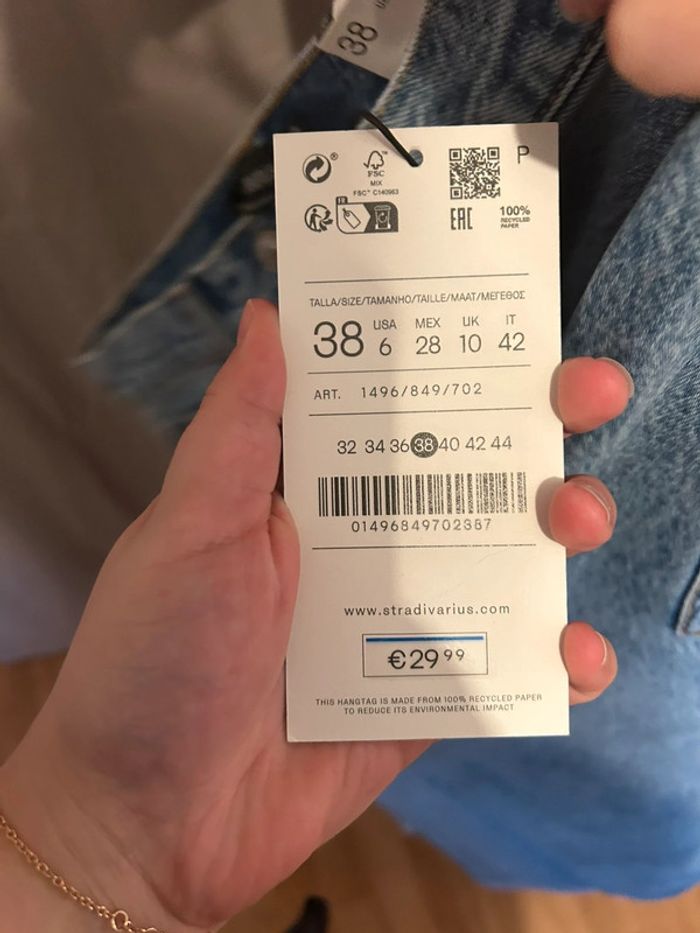 38
P
FSC
MIX
FSC™ C140963
FR
EAC
100%
RECYCLED
PAPER
TALLA/SIZE/TAMANHO/TAILLE/MAAT/ΜΕΓΕΘΟΣ
38 USA 6 MEX 28 UK 10 IT 42
ART. 1496/849/702
32 34 36 38 40 42 44
01496849702387
www.stradivarius.com
€29 99
THIS HANGTAG IS MADE FROM 100% RECYCLED PAPER
TO REDUCE ITS ENVIRONMENTAL IMPACT